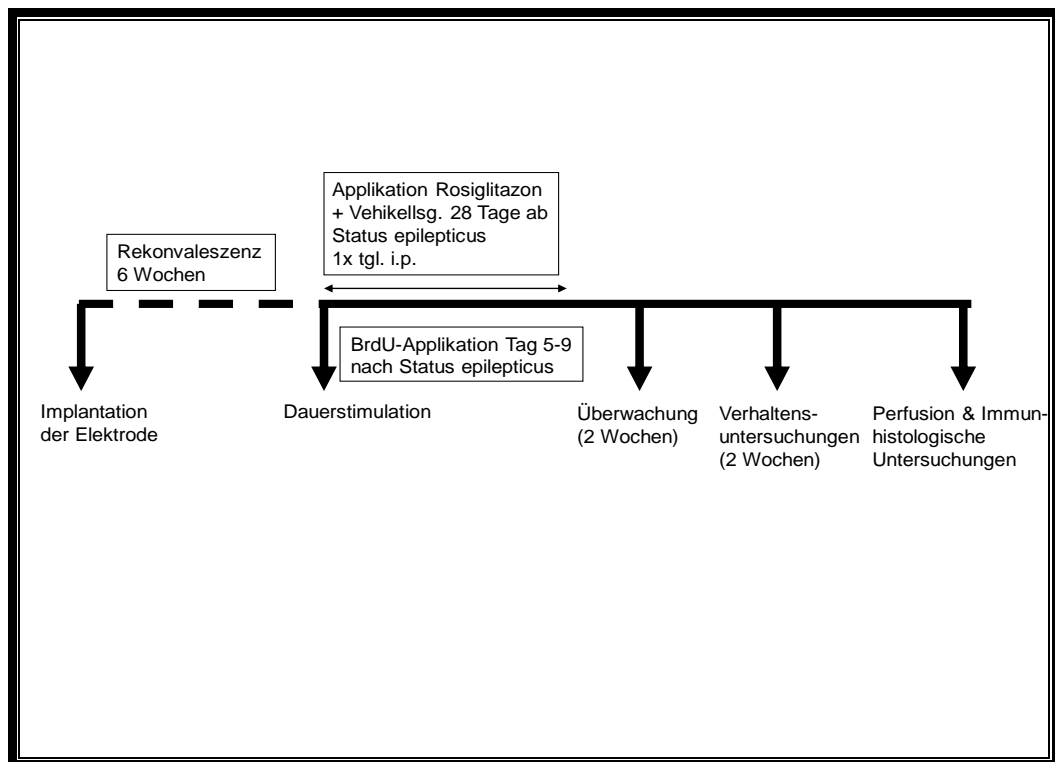 Applikation Rosiglitazon
+ Vehikellsg. 28 Tage ab
Status epilepticus
1x tgl. i.p.
Rekonvaleszenz
6 Wochen
BrdU-Applikation Tag 5-9
nach Status epilepticus
Implantation
der Elektrode
Dauerstimulation
Überwachung
(2 Wochen)
Verhaltens-
untersuchungen
(2 Wochen)
Perfusion & Immun-
histologische
Untersuchungen